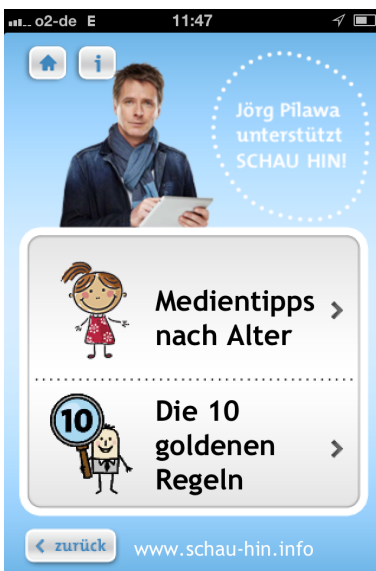 o2-de E 11:47
i
Jörg Pilawa
unterstützt
SCHAU HIN!
Medientipps
nach Alter
10
Die 10
goldenen
Regeln
zurück
www.schau-hin.info